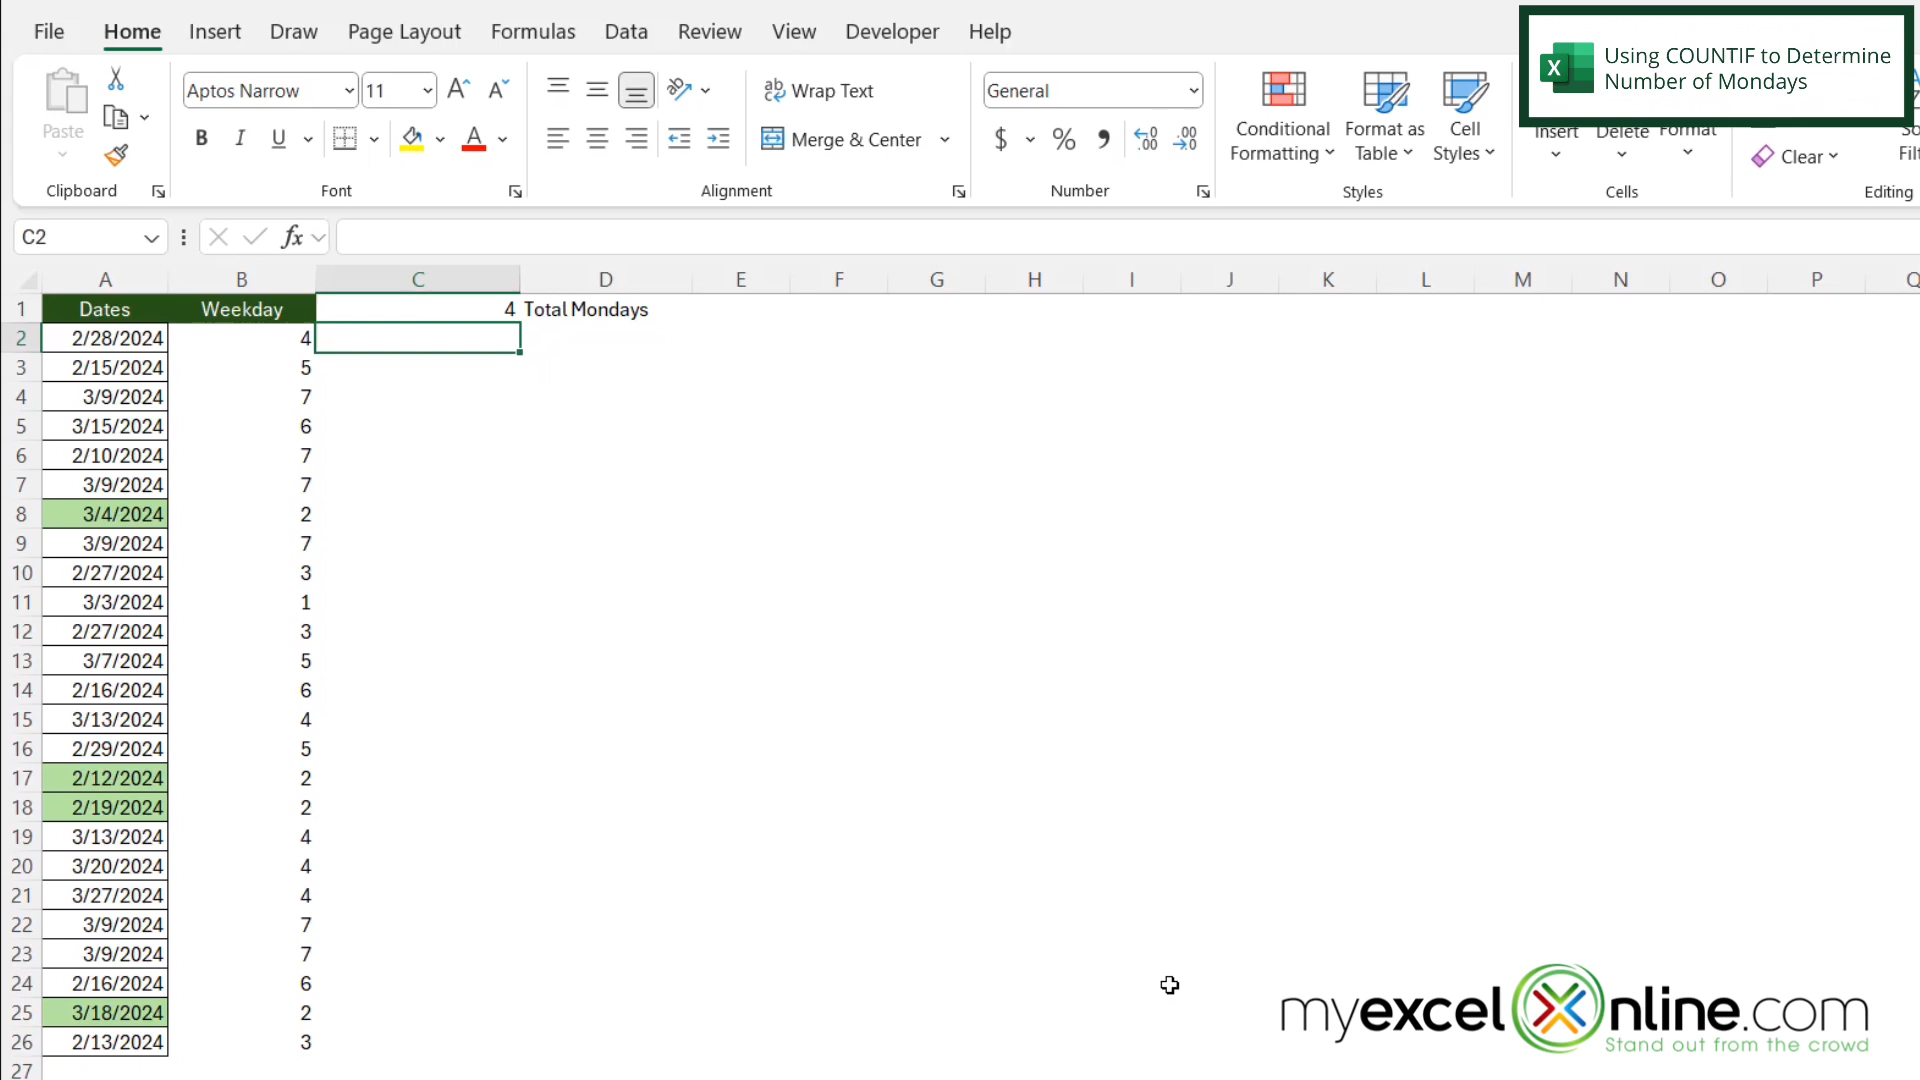 File Home Insert Draw Page Layout Formulas Data Review View Developer Help
Using COUNTIF to Determine
Number of Mondays
Paste
Aptos Narrow 11
B I U
Wrap Text
Merge & Center
General
$ % 9 .00
Conditional
Formatting
Format as
Table
Cell
Styles
Insert Delete Format
Clear
Clipboard Font Alignment Number Styles Cells Editing
C2 fx
A B C D E F G H I J K L M N O P Q
1 Dates Weekday 4 Total Mondays
2 2/28/2024 4
3 2/15/2024 5
4 3/9/2024 7
5 3/15/2024 6
6 2/10/2024 7
7 3/9/2024 7
8 3/4/2024 2
9 3/9/2024 7
10 2/27/2024 3
11 3/3/2024 1
12 2/27/2024 3
13 3/7/2024 5
14 2/16/2024 6
15 3/13/2024 4
16 2/29/2024 5
17 2/12/2024 2
18 2/19/2024 2
19 3/13/2024 4
20 3/20/2024 4
21 3/27/2024 4
22 3/9/2024 7
23 3/9/2024 7
24 2/16/2024 6
25 3/18/2024 2
26 2/13/2024 3
27
myexcelOnline.com
Stand out from the crowd